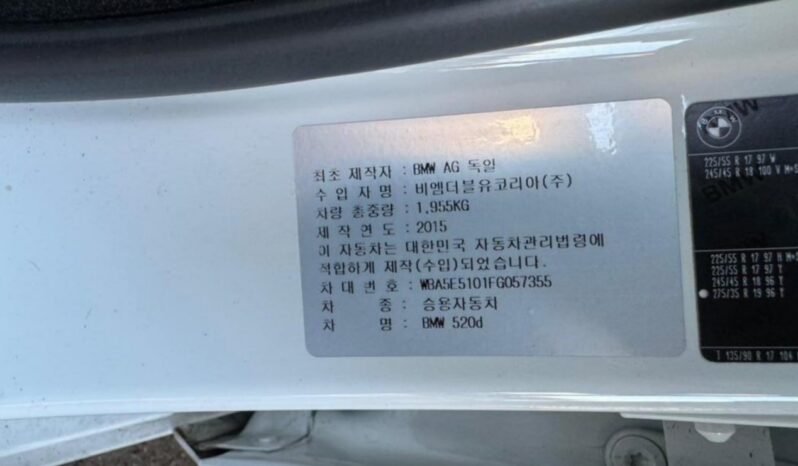 최초 제작자 : BMW AG 독일
수 입 자 명 : 비엠더블유코리아(주)
차량 총중량 : 1,955KG
제 작 연 도 : 2015
이 자동차는 대한민국 자동차관리법령에
적합하게 제작(수입)되었습니다.
차 대 번 호 : WBA5E5101FG057355
차 종 : 승용자동차
차 명 : BMW 520d
BMW
225/55 R 17 97 W
245/45 R 18 100 V M+S
225/55 R 17 97 H M+S
225/55 R 17 97 Y
245/45 R 18 96 Y
275/35 R 19 96 Y
T 135/90 R 17 104